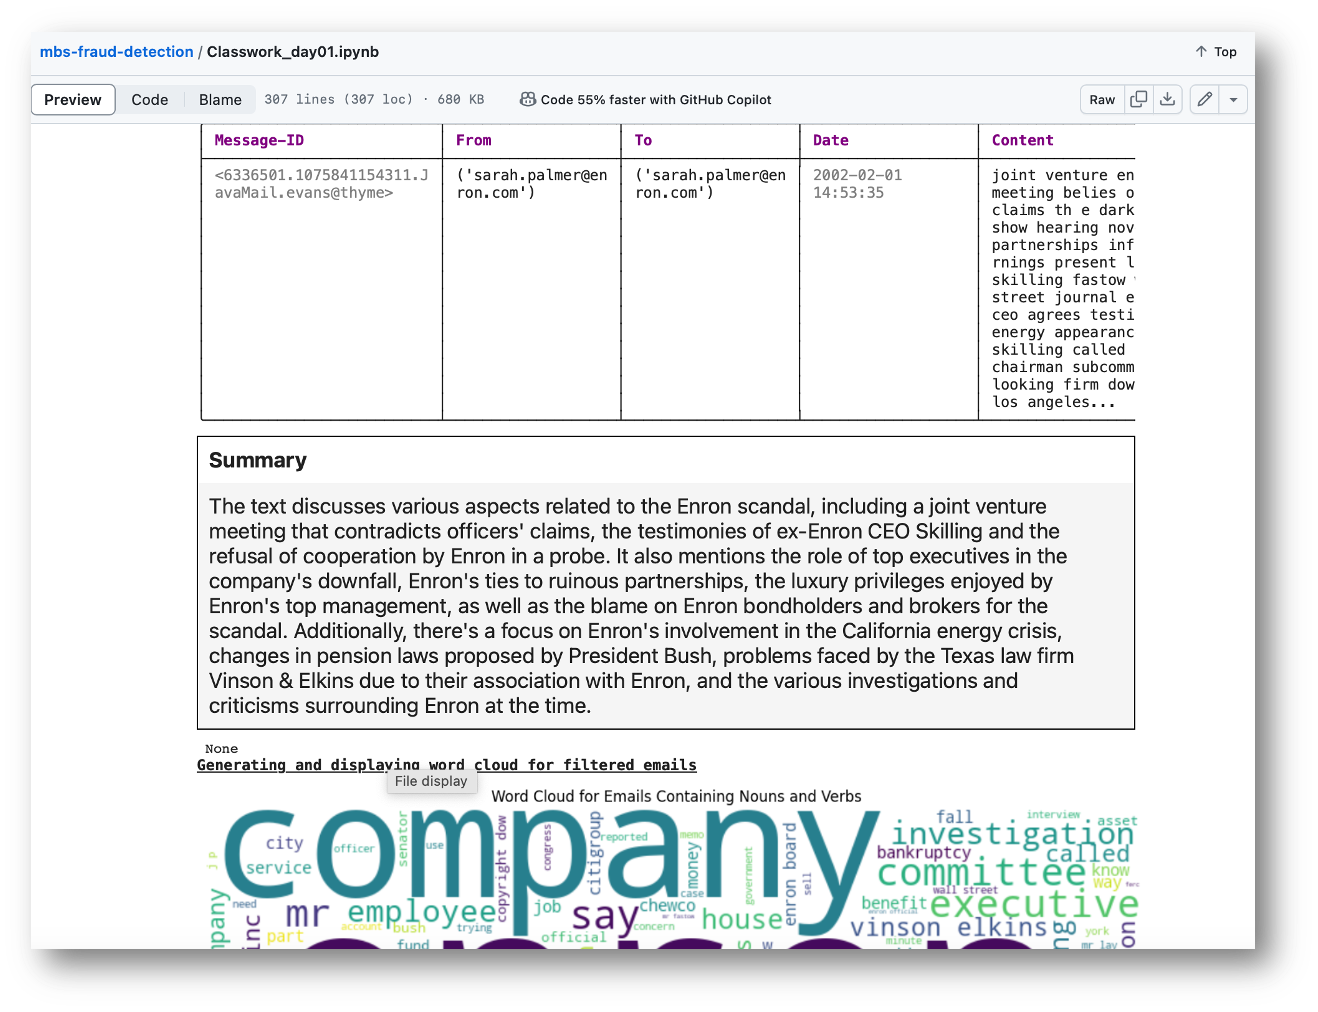 mbs-fraud-detection / Classwork_day01.ipynb
Top
Preview Code Blame 307 lines (307 loc) · 680 KB Code 55% faster with GitHub Copilot Raw
Message-ID From To Date Content
<6336501.1075841154311.J ('sarah.palmer@en ('sarah.palmer@en 2002-02-01 joint venture en
avaMail.evans@thyme> ron.com') ron.com') 14:53:35 meeting belies o
claims th e dark
show hearing nov
partnerships inf
rnings present l
skilling fastow
street journal e
ceo agrees testi
energy appearanc
skilling called
chairman subcomm
looking firm dow
los angeles...
Summary
The text discusses various aspects related to the Enron scandal, including a joint venture
meeting that contradicts officers' claims, the testimonies of ex-Enron CEO Skilling and the
refusal of cooperation by Enron in a probe. It also mentions the role of top executives in the
company's downfall, Enron's ties to ruinous partnerships, the luxury privileges enjoyed by
Enron's top management, as well as the blame on Enron bondholders and brokers for the
scandal. Additionally, there's a focus on Enron's involvement in the California energy crisis,
changes in pension laws proposed by President Bush, problems faced by the Texas law firm
Vinson & Elkins due to their association with Enron, and the various investigations and
criticisms surrounding Enron at the time.
None
Generating and displaying word cloud for filtered emails
File display
Word Cloud for Emails Containing Nouns and Verbs
company
city
officer
senator
use
service
j p
copyright dow
congress
citigroup
reported
memo
money
case
government
enron board
sell
fall
interview
asset
investigation
bankruptcy
called
committee
know
way
wall street
ferc
benefit
executive
enron official
vinson elkins
york
minute
mr lay
need
mr
employee
account
bush
trying
inc
part
fund
job
say
chewco
mr fastow
concern
house
official
w